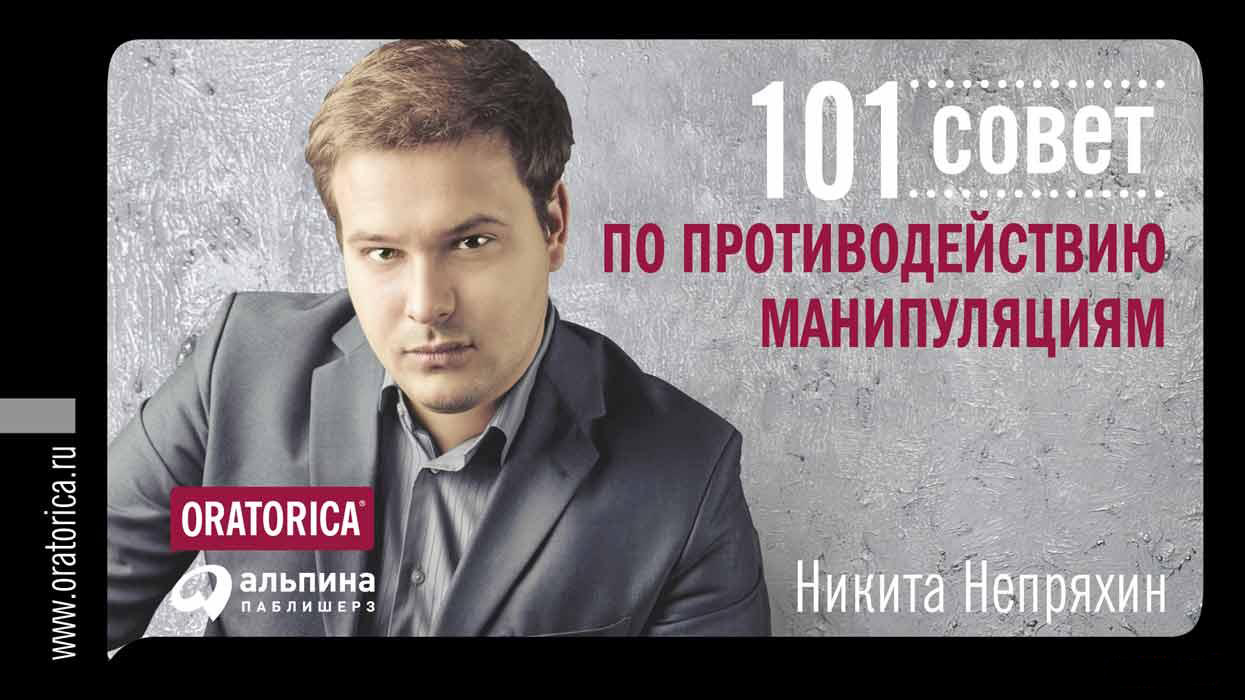 101 совет
ПО ПРОТИВОДЕЙСТВИЮ
МАНИПУЛЯЦИЯМ
www.oratorica.ru
ORATORICA®
альпина
ПАБЛИШЕРЗ
Никита Непряхин